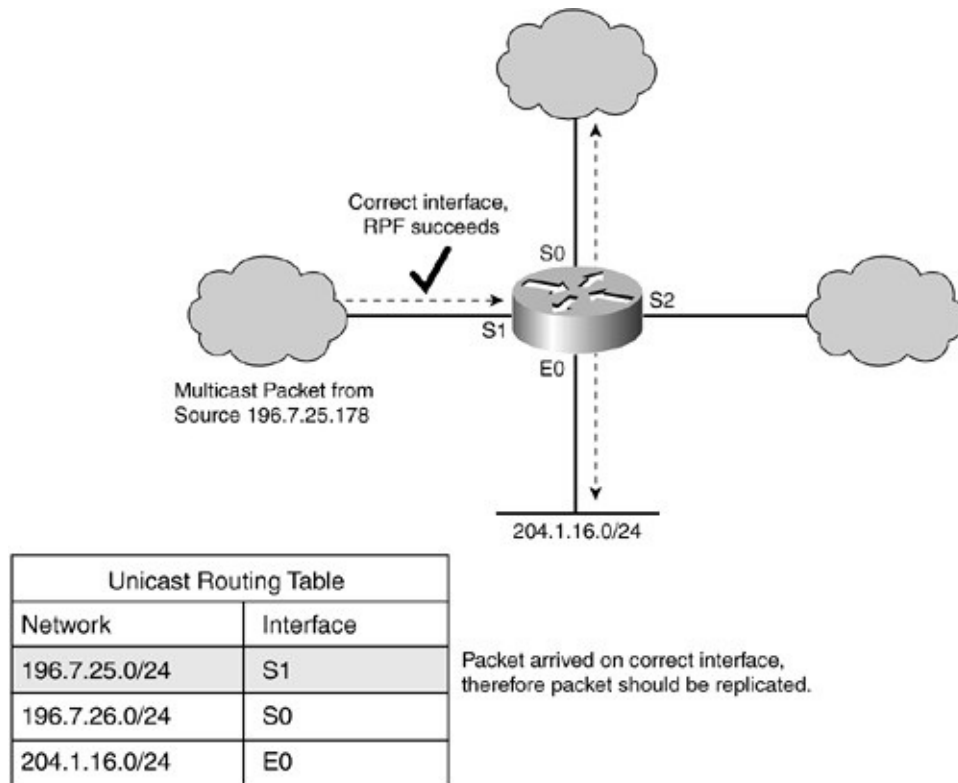 Correct interface,
RPF succeeds
S0
S1
S2
E0
Multicast Packet from
Source 196.7.25.178
204.1.16.0/24
Unicast Routing Table
Network Interface
196.7.25.0/24 S1
196.7.26.0/24 S0
204.1.16.0/24 E0
Packet arrived on correct interface,
therefore packet should be replicated.